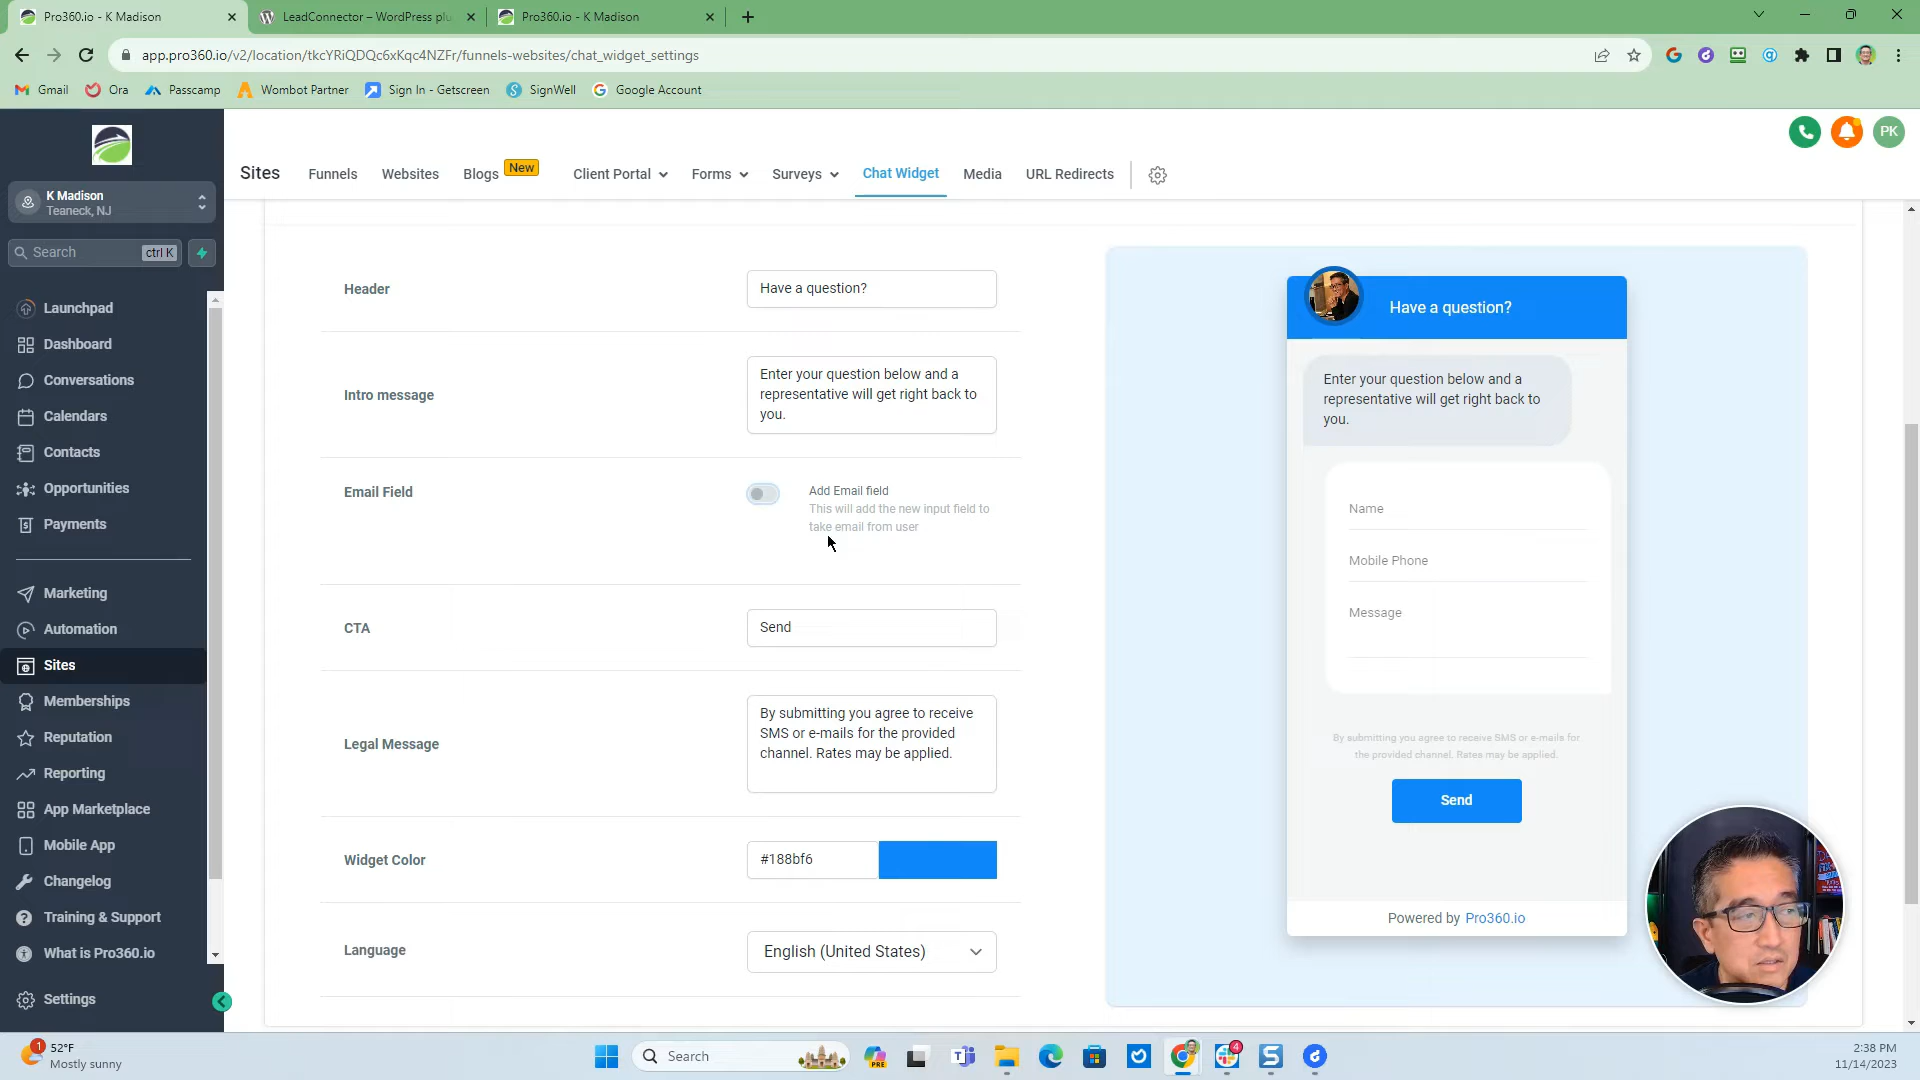 Pro360.io - K Madison
LeadConnector – WordPress plu
Pro360.io - K Madison
app.pro360.io/v2/location/tkcYRiQDQc6xKqc4NZFr/funnels-websites/chat_widget_settings
Gmail
Ora
Passcamp
Wombot Partner
Sign In - Getscreen
SignWell
Google Account
PK
K Madison
Teaneck, NJ
Search
ctrl K
Launchpad
Dashboard
Conversations
Calendars
Contacts
Opportunities
Payments
Marketing
Automation
Sites
Memberships
Reputation
Reporting
App Marketplace
Mobile App
Changelog
Training & Support
What is Pro360.io
Settings
Sites
Funnels
Websites
Blogs New
Client Portal
Forms
Surveys
Chat Widget
Media
URL Redirects
Header
Have a question?
Intro message
Enter your question below and a
representative will get right back to
you.
Email Field
Add Email field
This will add the new input field to
take email from user
CTA
Send
Legal Message
By submitting you agree to receive
SMS or e-mails for the provided
channel. Rates may be applied.
Widget Color
#188bf6
Language
English (United States)
Have a question?
Enter your question below and a
representative will get right back to
you.
Name
Mobile Phone
Message
By submitting you agree to receive SMS or e-mails for
the provided channel. Rates may be applied.
Send
Powered by Pro360.io
1
52°F
Mostly sunny
Search
PRE
4
2:38 PM
11/14/2023